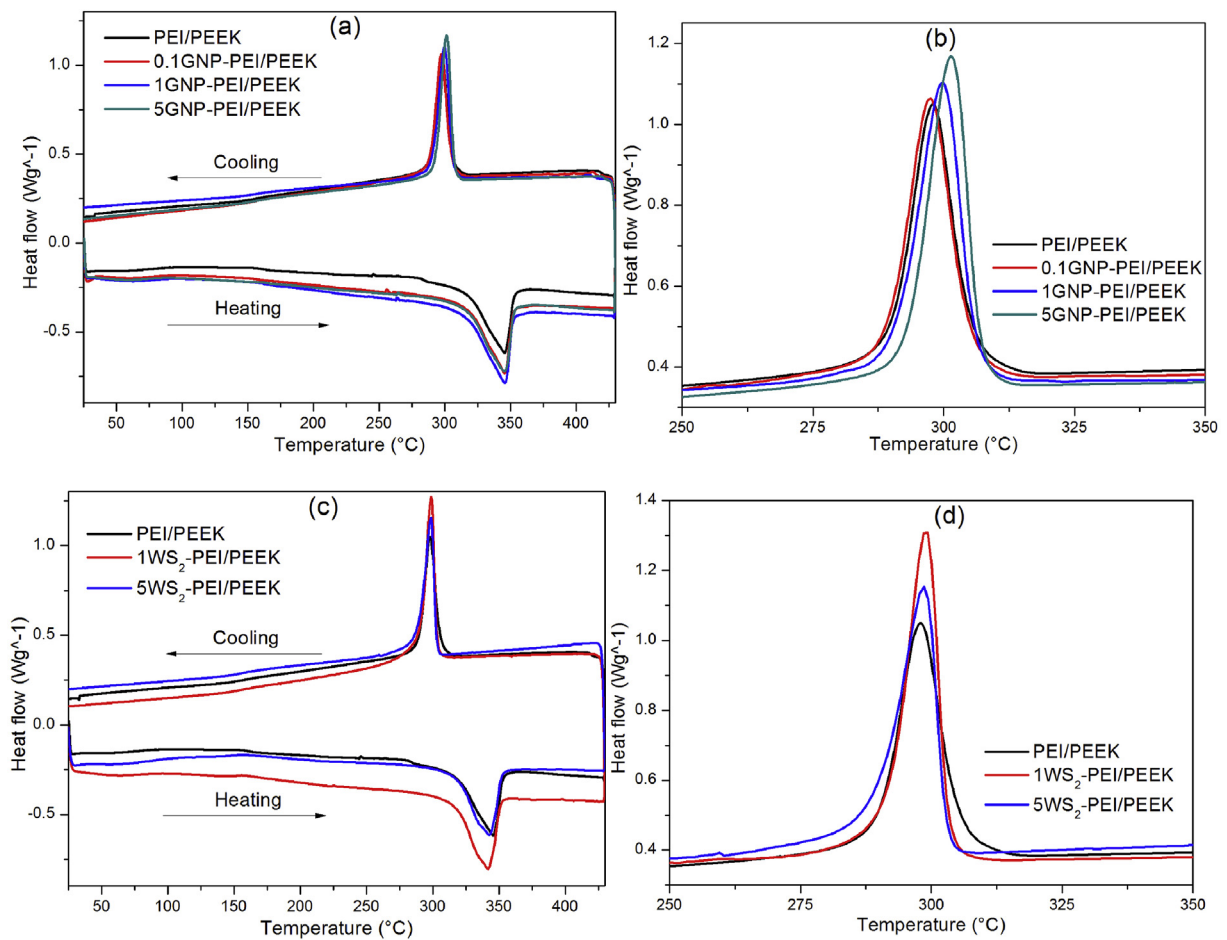 (a)
PEI/PEEK
0.1GNP-PEI/PEEK
1GNP-PEI/PEEK
5GNP-PEI/PEEK
Cooling
Heating
1.0
0.5
0.0
-0.5
Heat flow (Wg^-1)
50 100 150 200 250 300 350 400
Temperature (°C)
(b)
1.2
1.0
0.8
0.6
0.4
Heat flow (Wg^-1)
PEI/PEEK
0.1GNP-PEI/PEEK
1GNP-PEI/PEEK
5GNP-PEI/PEEK
250 275 300 325 350
Temperature (°C)
(c)
PEI/PEEK
1WS2-PEI/PEEK
5WS2-PEI/PEEK
Cooling
Heating
1.0
0.5
0.0
-0.5
Heat flow (Wg^-1)
50 100 150 200 250 300 350 400
Temperature (°C)
(d)
1.4
1.2
1.0
0.8
0.6
0.4
Heat flow (Wg^-1)
PEI/PEEK
1WS2-PEI/PEEK
5WS2-PEI/PEEK
250 275 300 325 350
Temperature (°C)